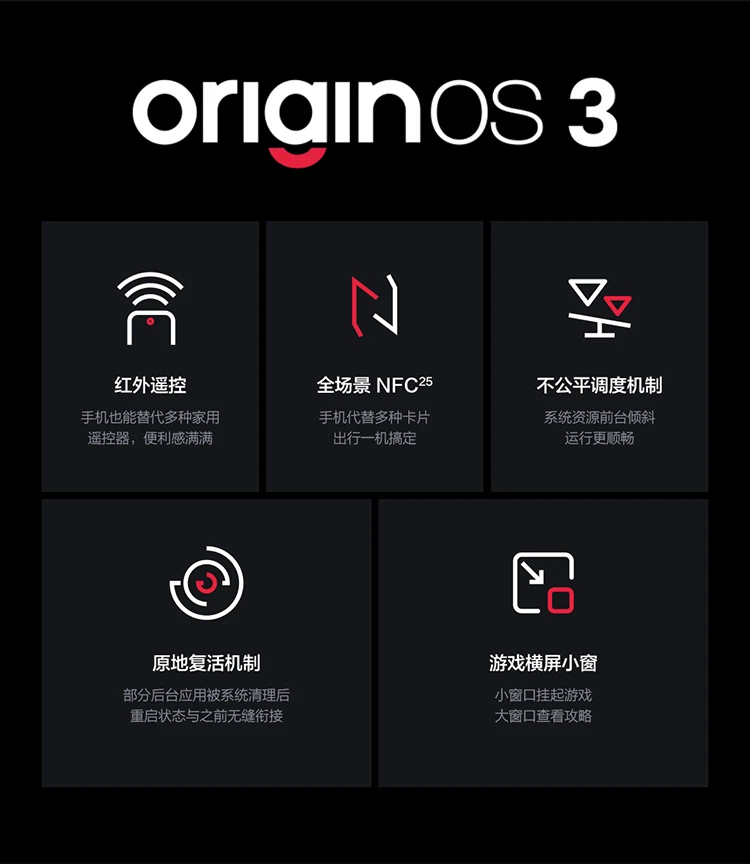 originOS 3
红外遥控
手机也能替代多种家用
遥控器，便利感满满
全场景 NFC25
手机代替多种卡片
出行一机搞定
不公平调度机制
系统资源前台倾斜
运行更顺畅
原地复活机制
部分后台应用被系统清理后
重启状态与之前无缝衔接
游戏横屏小窗
小窗口挂起游戏
大窗口查看攻略